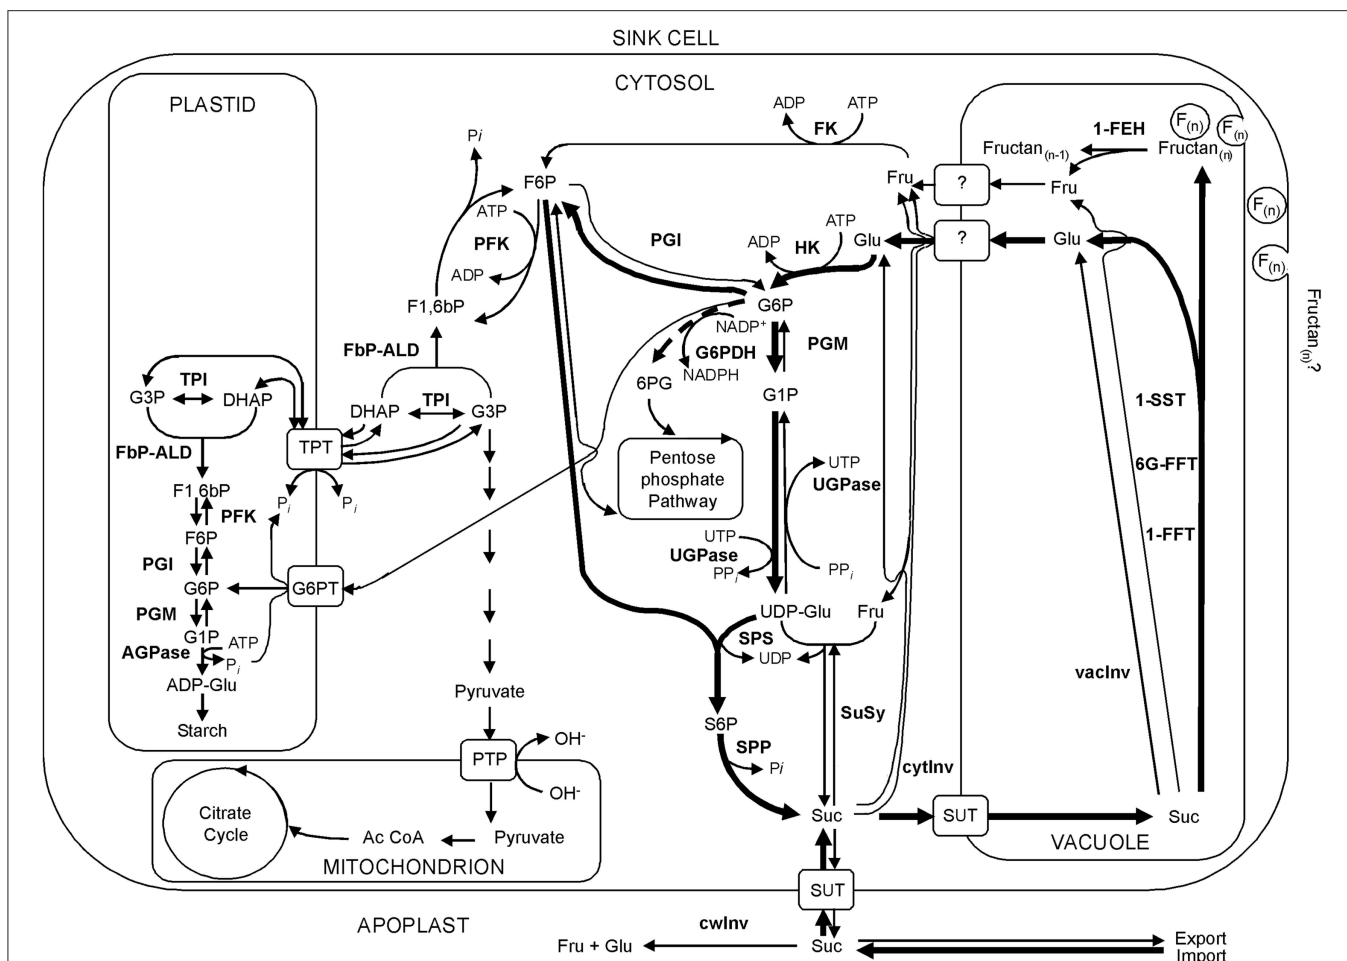 SINK CELL
CYTOSOL
PLASTID
ADP
ATP
FK
Pi
F6P
ATP
PFK
ADP
F1,6bP
FbP-ALD
PGI
ADP
HK
ATP
Glu
Fru
?
?
Fru
Glu
Fructan(n-1)
1-FEH
Fructan(n)
F(n)
F(n)
F(n)
F(n)
Fructan(n)?
G6P
NADP+
G6PDH
NADPH
PGM
6PG
G1P
TPI
G3P
DHAP
FbP-ALD
TPT
DHAP
TPI
G3P
Pi
Pi
F1,6bP
PFK
F6P
PGI
G6P
G6PT
PGM
G1P
AGPase
ATP
Pi
ADP-Glu
Starch
Pentose
phosphate
Pathway
UTP
UGPase
UTP
UGPase
PPi
PPi
UDP-Glu
Fru
SPS
UDP
S6P
SPP
Pi
SuSy
cytInv
Suc
SUT
1-SST
6G-FFT
1-FFT
vacInv
Suc
VACUOLE
Pyruvate
PTP
OH-
OH-
Pyruvate
Ac CoA
Citrate
Cycle
MITOCHONDRION
SUT
APOPLAST
cwInv
Fru + Glu
Suc
Export
Import